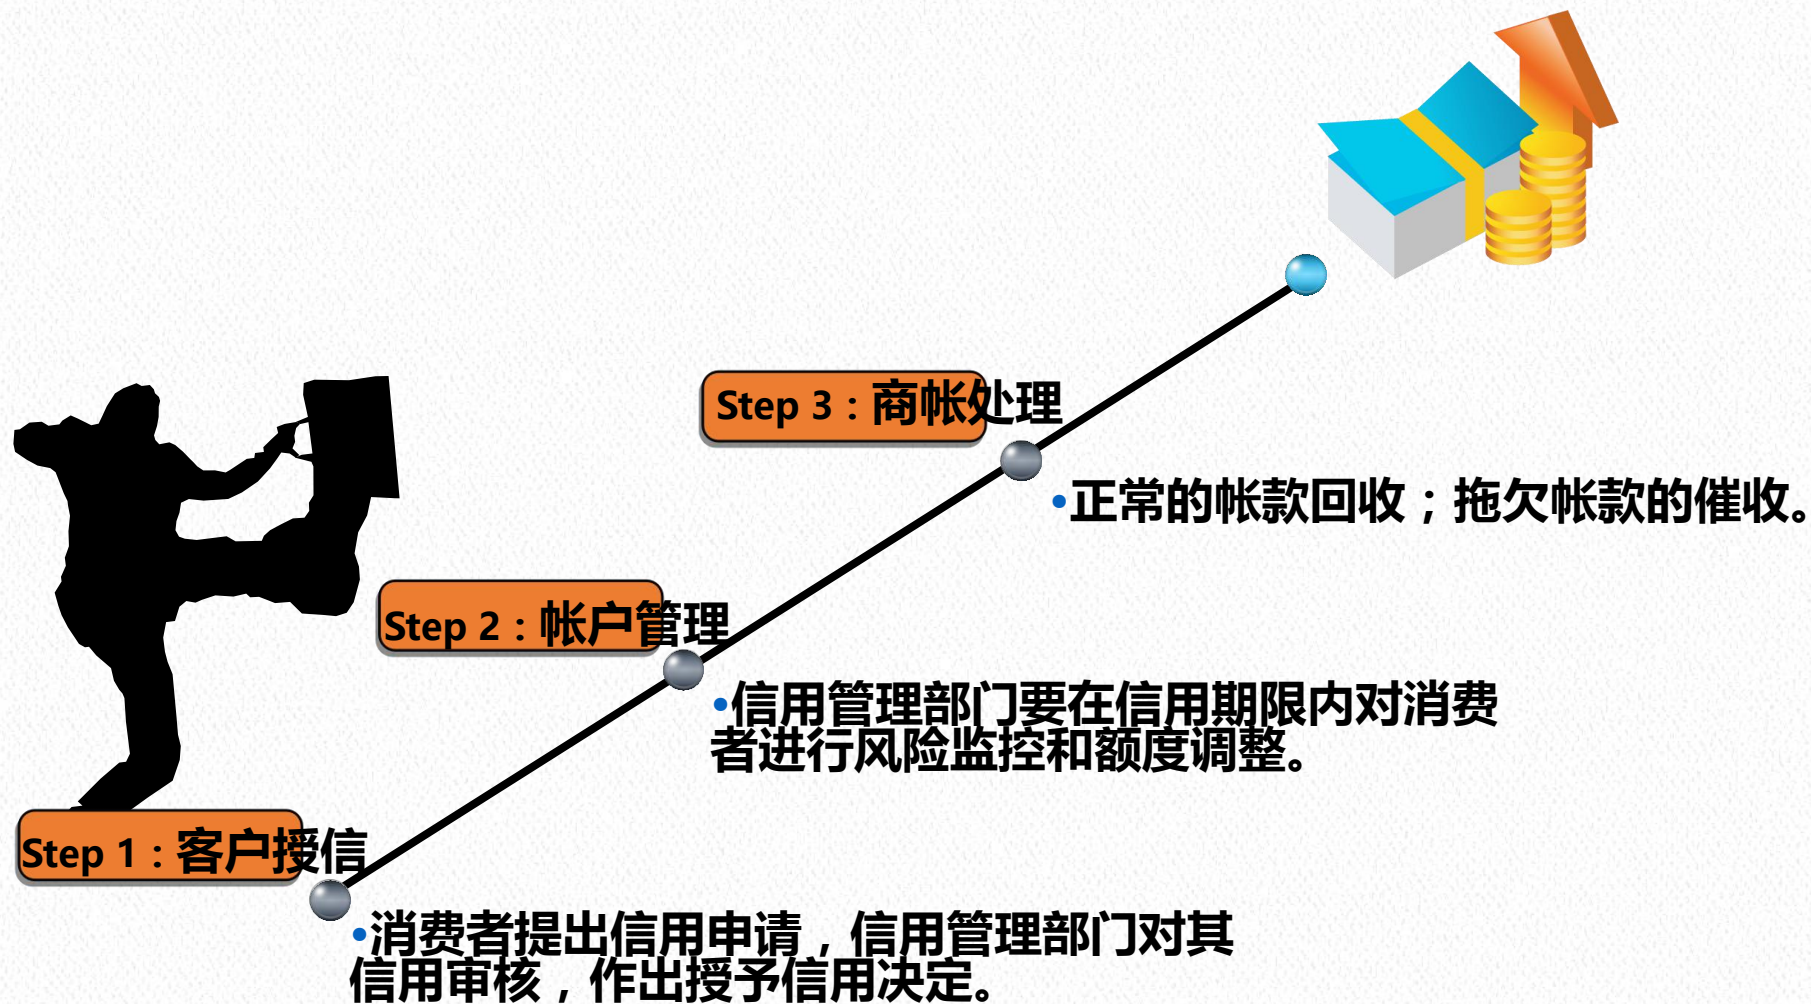 Step 3：商帐处理
•正常的帐款回收；拖欠帐款的催收。
Step 2：帐户管理
•信用管理部门要在信用期限内对消费
者进行风险监控和额度调整。
Step 1：客户授信
•消费者提出信用申请，信用管理部门对其
信用审核，作出授予信用决定。